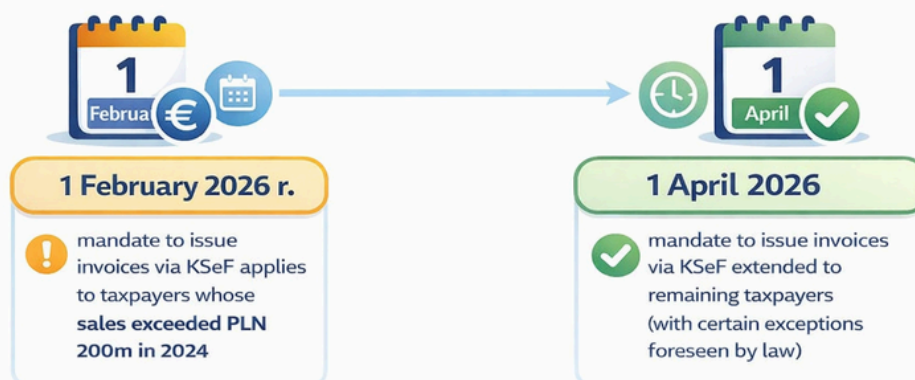 1
€
1 February 2026 r.
mandate to issue
invoices via KSeF applies
to taxpayers whose
sales exceeded PLN
200m in 2024
1
April
1 April 2026
mandate to issue invoices
via KSeF extended to
remaining taxpayers
(with certain exceptions
foreseen by law)